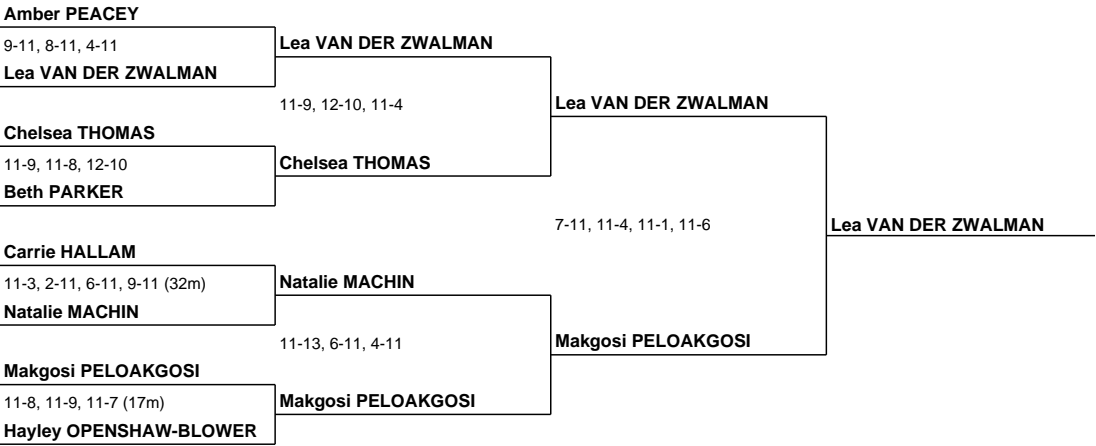 Amber PEACEY
9-11, 8-11, 4-11
Lea VAN DER ZWALMAN
Lea VAN DER ZWALMAN
11-9, 12-10, 11-4
Lea VAN DER ZWALMAN
Chelsea THOMAS
11-9, 11-8, 12-10
Chelsea THOMAS
Beth PARKER
7-11, 11-4, 11-1, 11-6
Lea VAN DER ZWALMAN
Carrie HALLAM
11-3, 2-11, 6-11, 9-11 (32m)
Natalie MACHIN
Natalie MACHIN
11-13, 6-11, 4-11
Makgosi PELOAKGOSI
Makgosi PELOAKGOSI
11-8, 11-9, 11-7 (17m)
Makgosi PELOAKGOSI
Hayley OPENSHAW-BLOWER